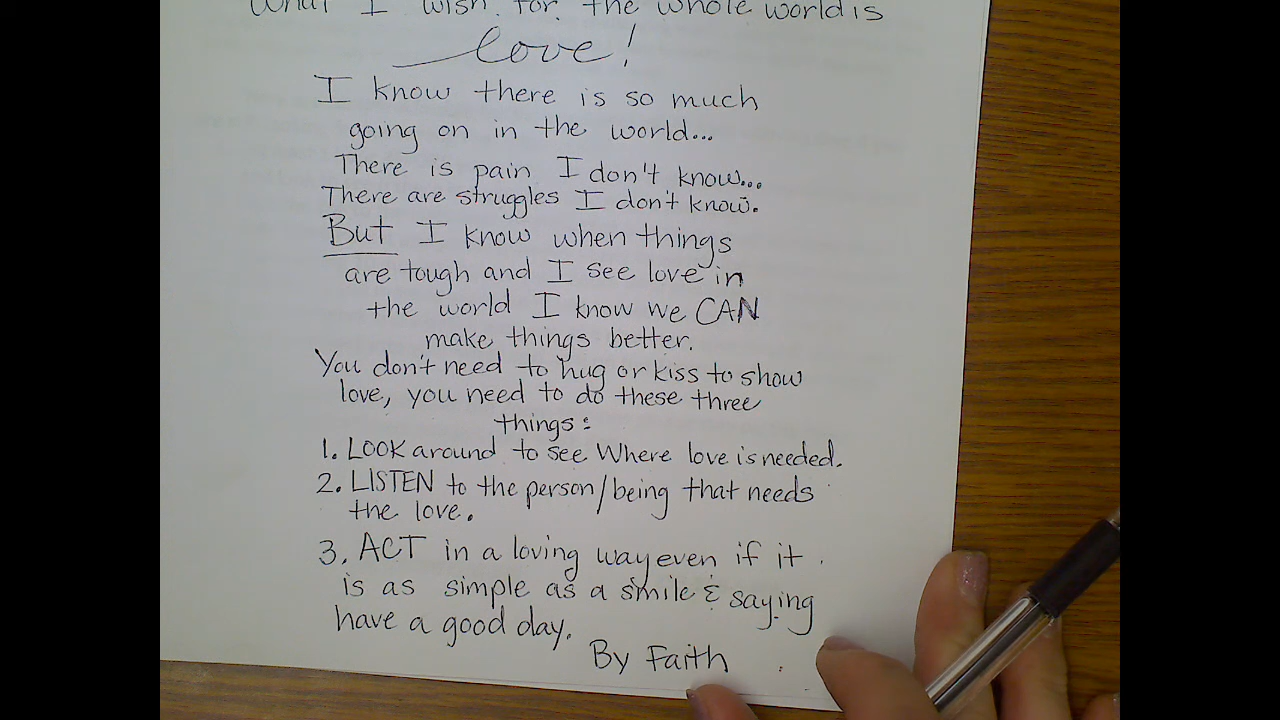 What I wish for the whole world is
love!
I know there is so much
going on in the world...
There is pain I don't know...
There are struggles I don't know.
But I know when things
are tough and I see love in
the world I know we CAN
make things better.
You don't need to hug or kiss to show
love, you need to do these three
things:
1. LOOK around to see Where love is needed.
2. LISTEN to the person/being that needs
the love.
3. ACT in a loving way even if it
is as simple as a smile & saying
have a good day.
By Faith